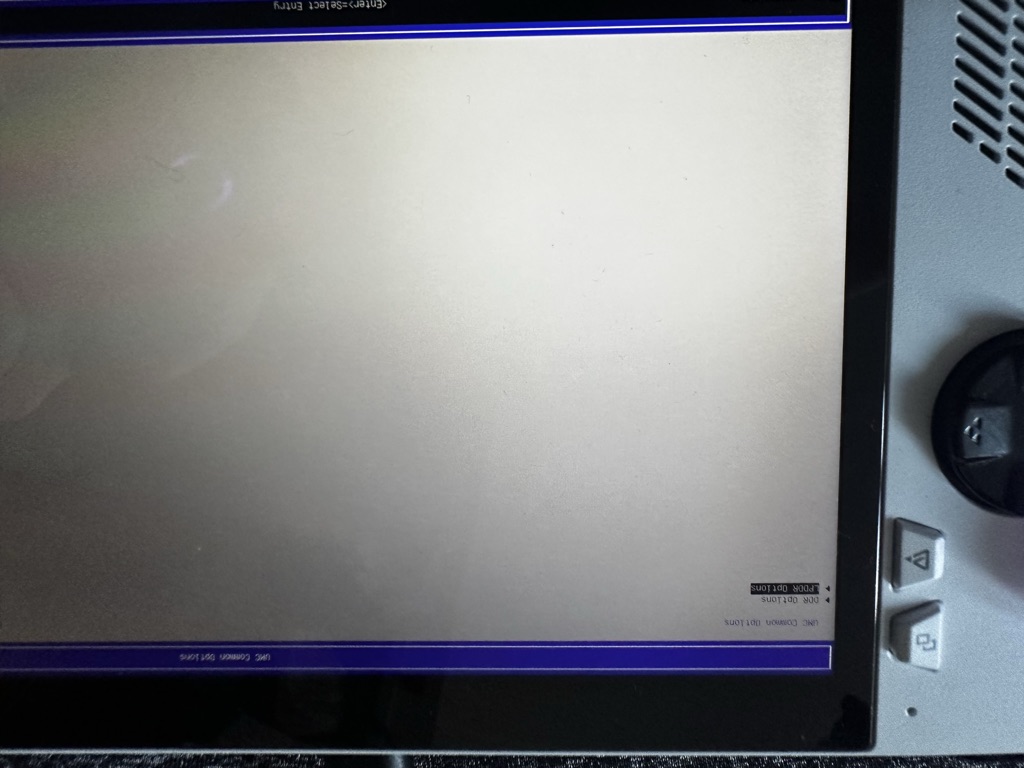 UMC Common Options
UMC Common Options
DDR Options
LPDDR Options
<Enter>=Select Entry